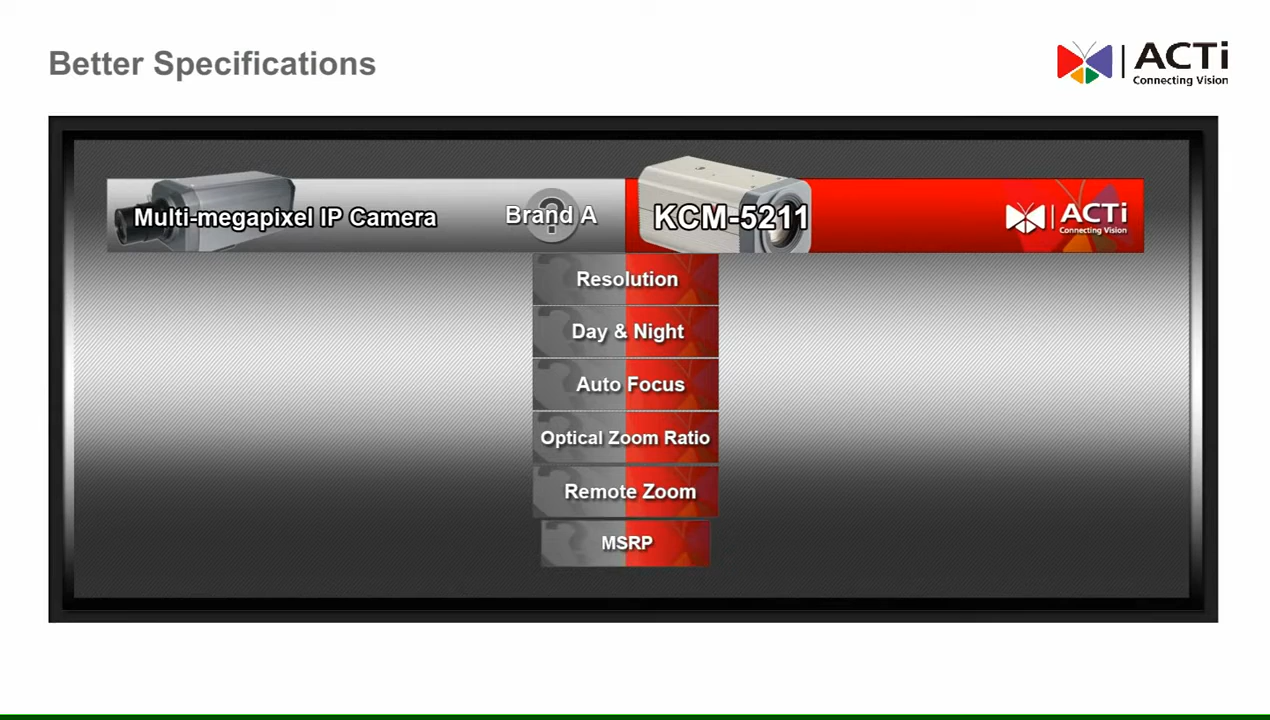 Better Specifications
ACTi
Connecting Vision
Multi-megapixel IP Camera
Brand A
KCM-5211
ACTi
Connecting Vision
Resolution
Day & Night
Auto Focus
Optical Zoom Ratio
Remote Zoom
MSRP